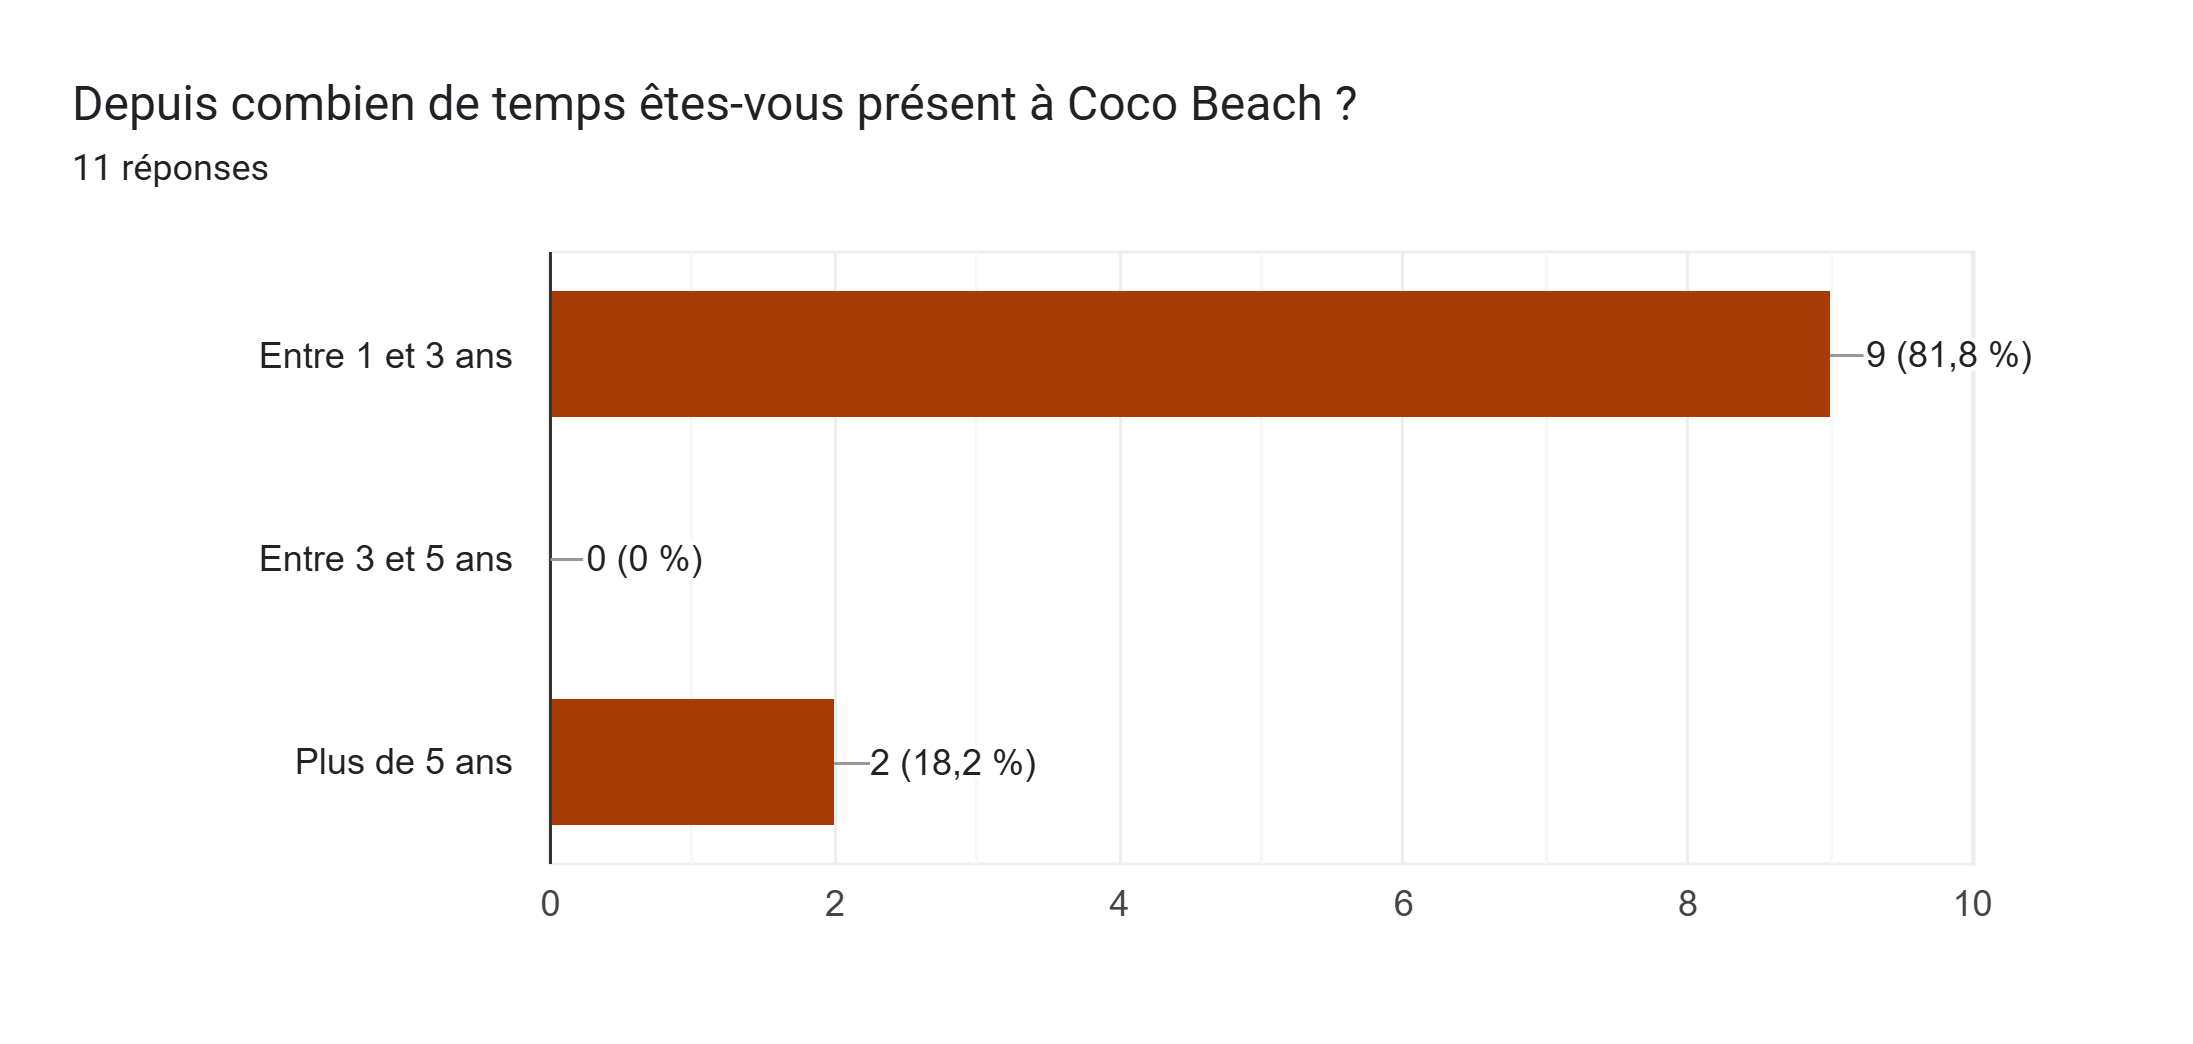 Depuis combien de temps êtes-vous présent à Coco Beach ?
11 réponses
Entre 1 et 3 ans
9 (81,8 %)
Entre 3 et 5 ans
0 (0 %)
Plus de 5 ans
2 (18,2 %)
0 2 4 6 8 10